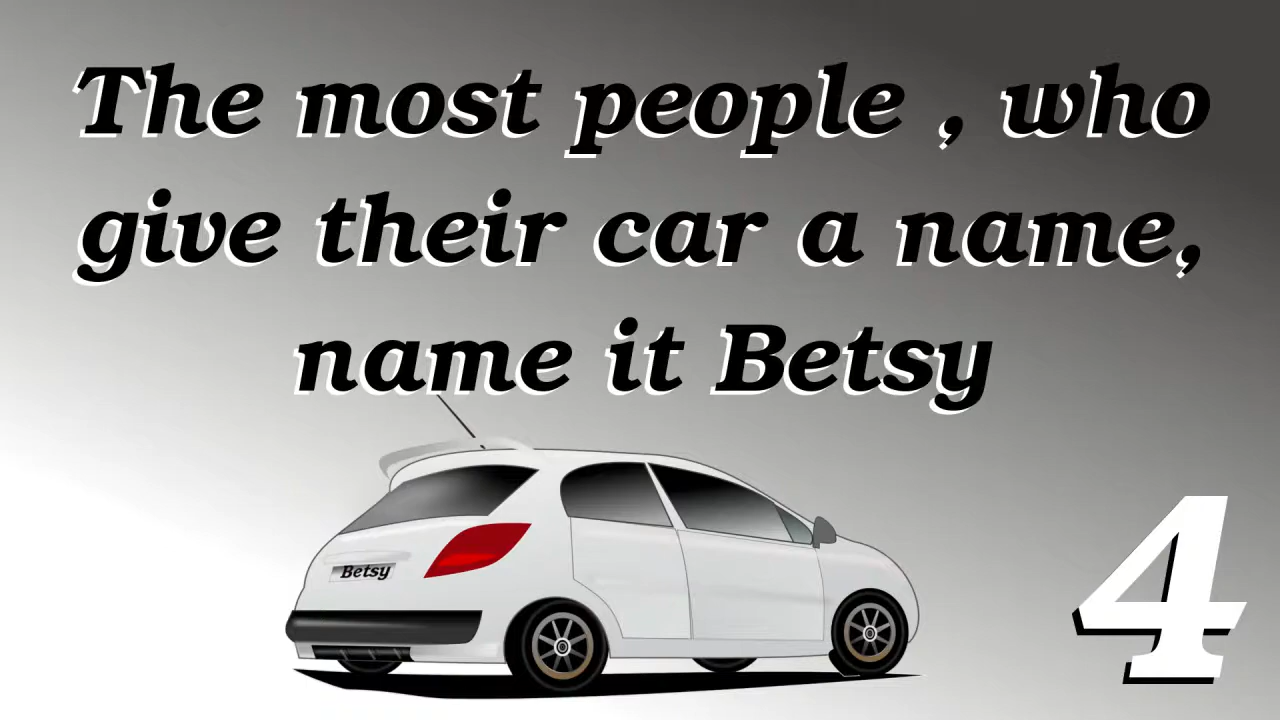 The most people , who
give their car a name,
name it Betsy
Betsy
4